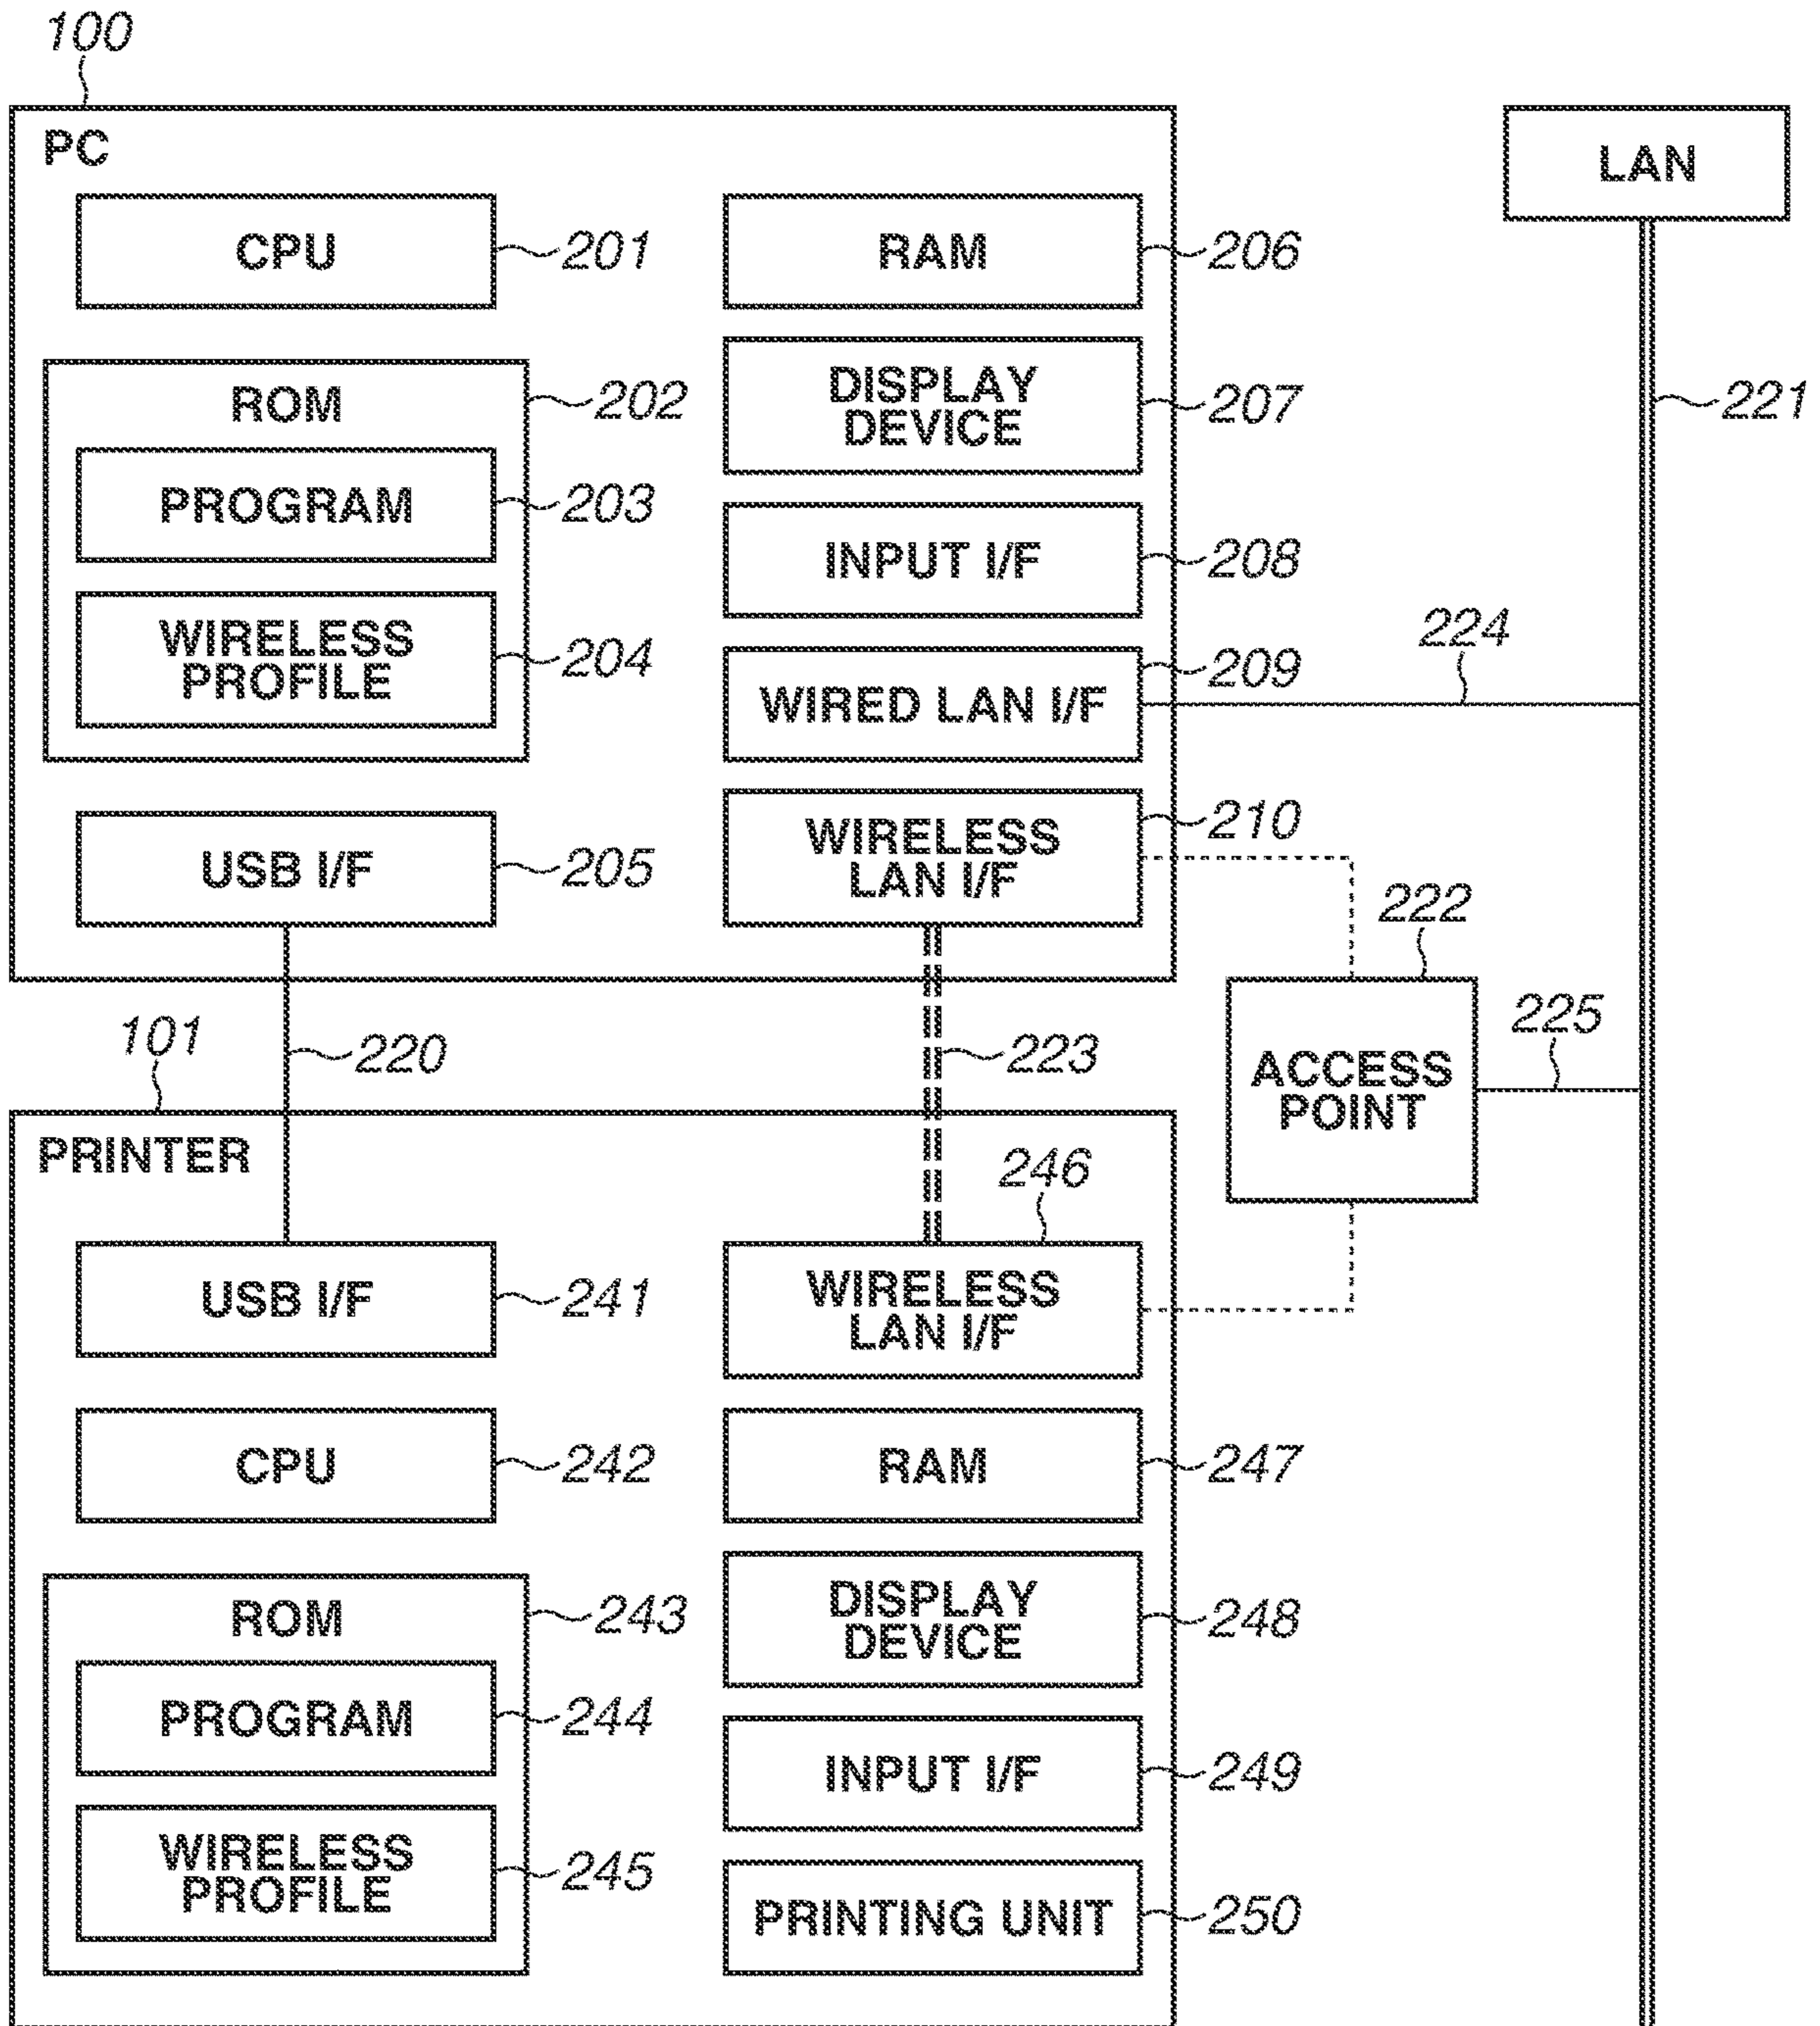 100
PC
LAN
CPU
201
RAM
206
ROM
202
DISPLAY
DEVICE
207
221
PROGRAM
203
INPUT I/F
208
WIRELESS
PROFILE
204
WIRED LAN I/F
209
224
USB I/F
205
WIRELESS
LAN I/F
210
222
ACCESS
POINT
225
101
220
223
PRINTER
246
USB I/F
241
WIRELESS
LAN I/F
CPU
242
RAM
247
ROM
243
DISPLAY
DEVICE
248
PROGRAM
244
INPUT I/F
249
WIRELESS
PROFILE
245
PRINTING UNIT
250